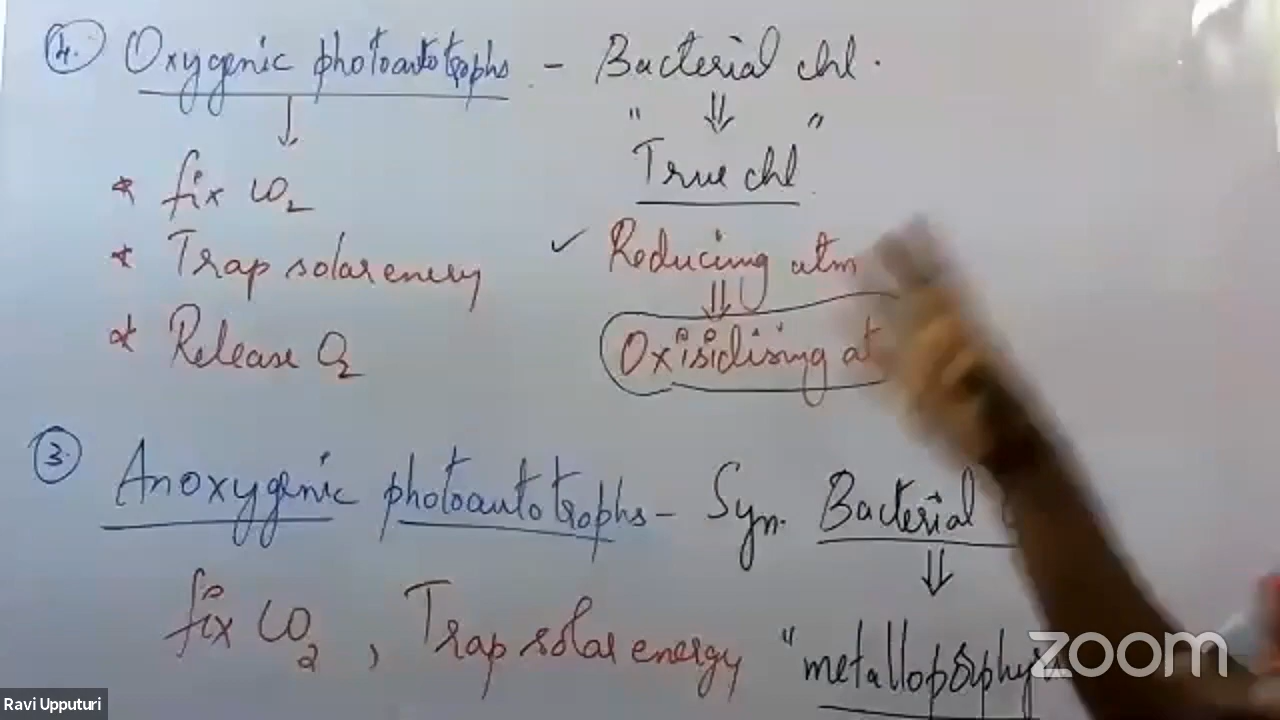 4. Oxygenic photoautotrophs - Bacterial chl.
" True chl "
* fix CO2
* Trap solar energy
* Release O2
✓ Reducing atm
Oxisidising at
3. Anoxygenic photoautotrophs - Syn. Bacterial
fix CO2, Trap solar energy "metalloporphy
zoom
Ravi Upputuri